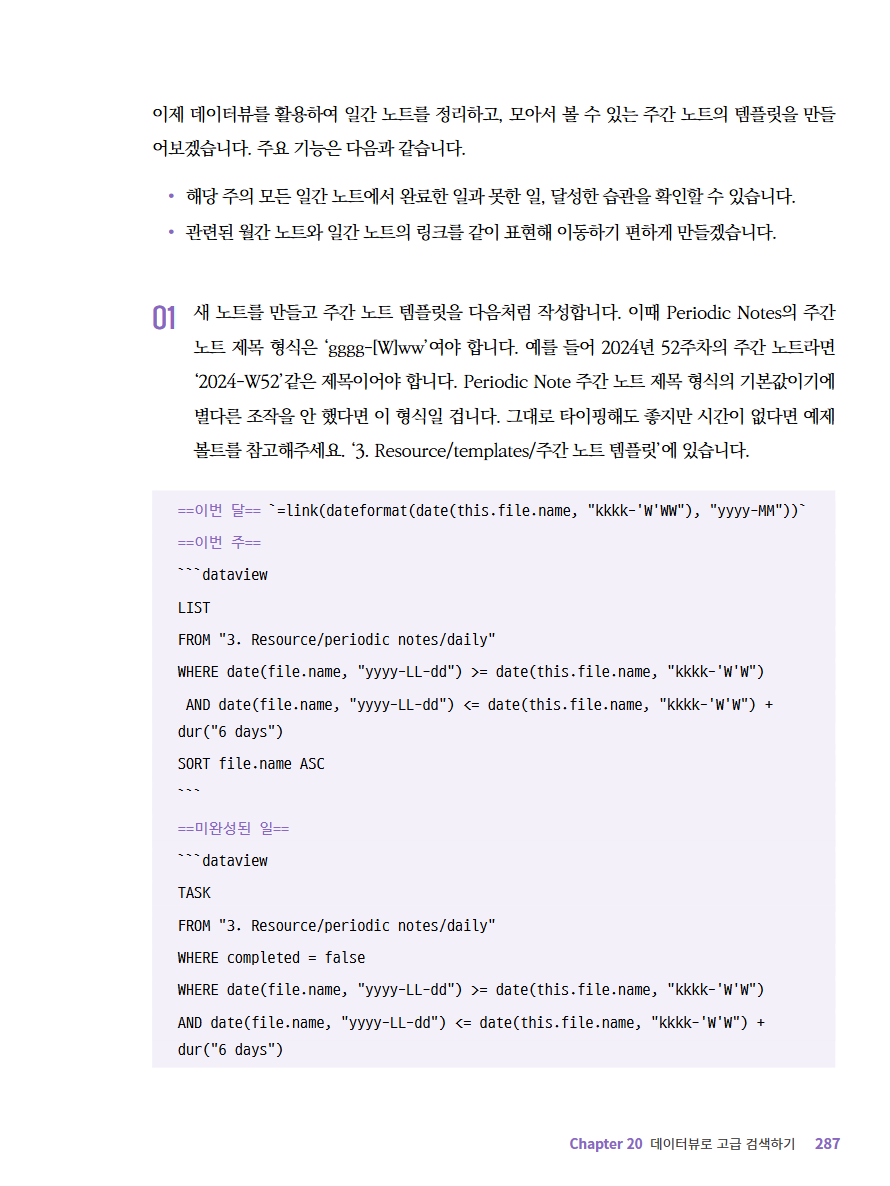 이제 데이터뷰를 활용하여 일간 노트를 정리하고, 모아서 볼 수 있는 주간 노트의 템플릿을 만들
어보겠습니다. 주요 기능은 다음과 같습니다.
• 해당 주의 모든 일간 노트에서 완료한 일과 못한 일, 달성한 습관을 확인할 수 있습니다.
• 관련된 월간 노트와 일간 노트의 링크를 같이 표현해 이동하기 편하게 만들겠습니다.
01 새 노트를 만들고 주간 노트 템플릿을 다음처럼 작성합니다. 이때 Periodic Notes의 주간
노트 제목 형식은 ‘gggg-[W]ww’여야 합니다. 예를 들어 2024년 52주차의 주간 노트라면
‘2024-W52’같은 제목이어야 합니다. Periodic Note 주간 노트 제목 형식의 기본값이기에
별다른 조작을 안 했다면 이 형식일 겁니다. 그대로 타이핑해도 좋지만 시간이 없다면 예제
볼트를 참고해주세요. ‘3. Resource/templates/주간 노트 템플릿’에 있습니다.
==이번 달== `=link(dateformat(date(this.file.name, "kkkk-'W'WW"), "yyyy-MM"))`
==이번 주==
```dataview
LIST
FROM "3. Resource/periodic notes/daily"
WHERE date(file.name, "yyyy-LL-dd") >= date(this.file.name, "kkkk-'W'W")
AND date(file.name, "yyyy-LL-dd") <= date(this.file.name, "kkkk-'W'W") +
dur("6 days")
SORT file.name ASC
```
==미완성된 일==
```dataview
TASK
FROM "3. Resource/periodic notes/daily"
WHERE completed = false
WHERE date(file.name, "yyyy-LL-dd") >= date(this.file.name, "kkkk-'W'W")
AND date(file.name, "yyyy-LL-dd") <= date(this.file.name, "kkkk-'W'W") +
dur("6 days")
Chapter 20 데이터뷰로 고급 검색하기 287